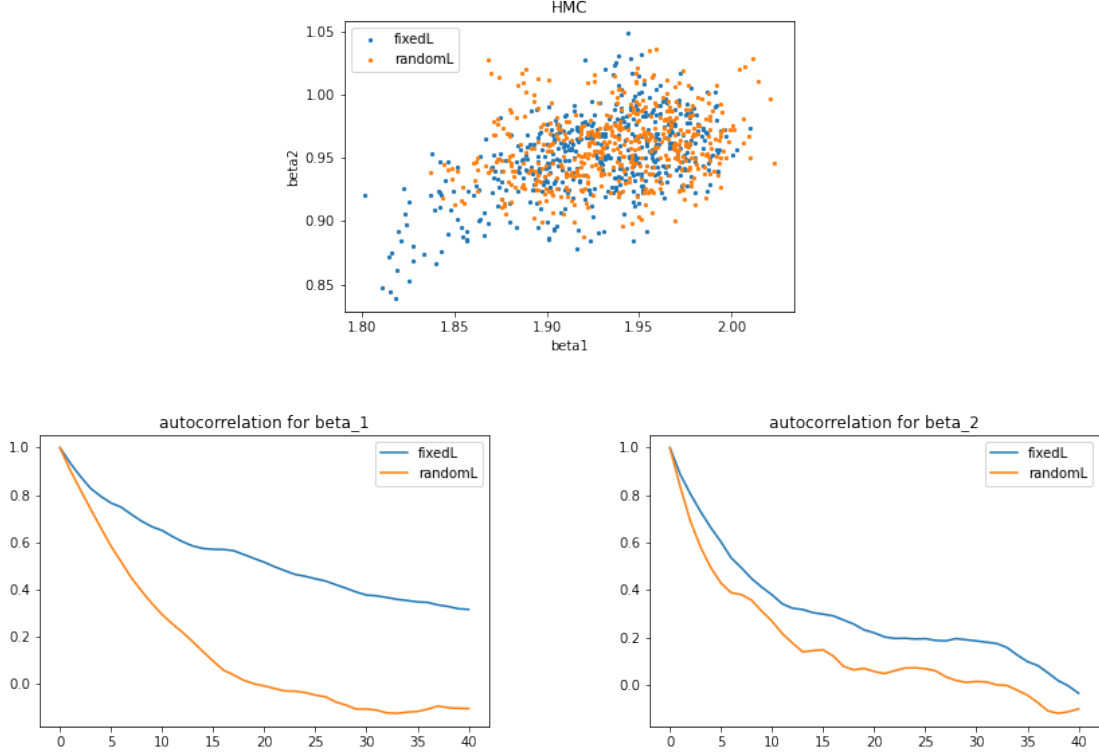 HMC
fixedL
randomL
1.05
1.00
0.95
0.90
0.85
beta2
1.80 1.85 1.90 1.95 2.00
beta1
autocorrelation for beta_1
fixedL
randomL
1.0
0.8
0.6
0.4
0.2
0.0
0 5 10 15 20 25 30 35 40
autocorrelation for beta_2
fixedL
randomL
1.0
0.8
0.6
0.4
0.2
0.0
0 5 10 15 20 25 30 35 40